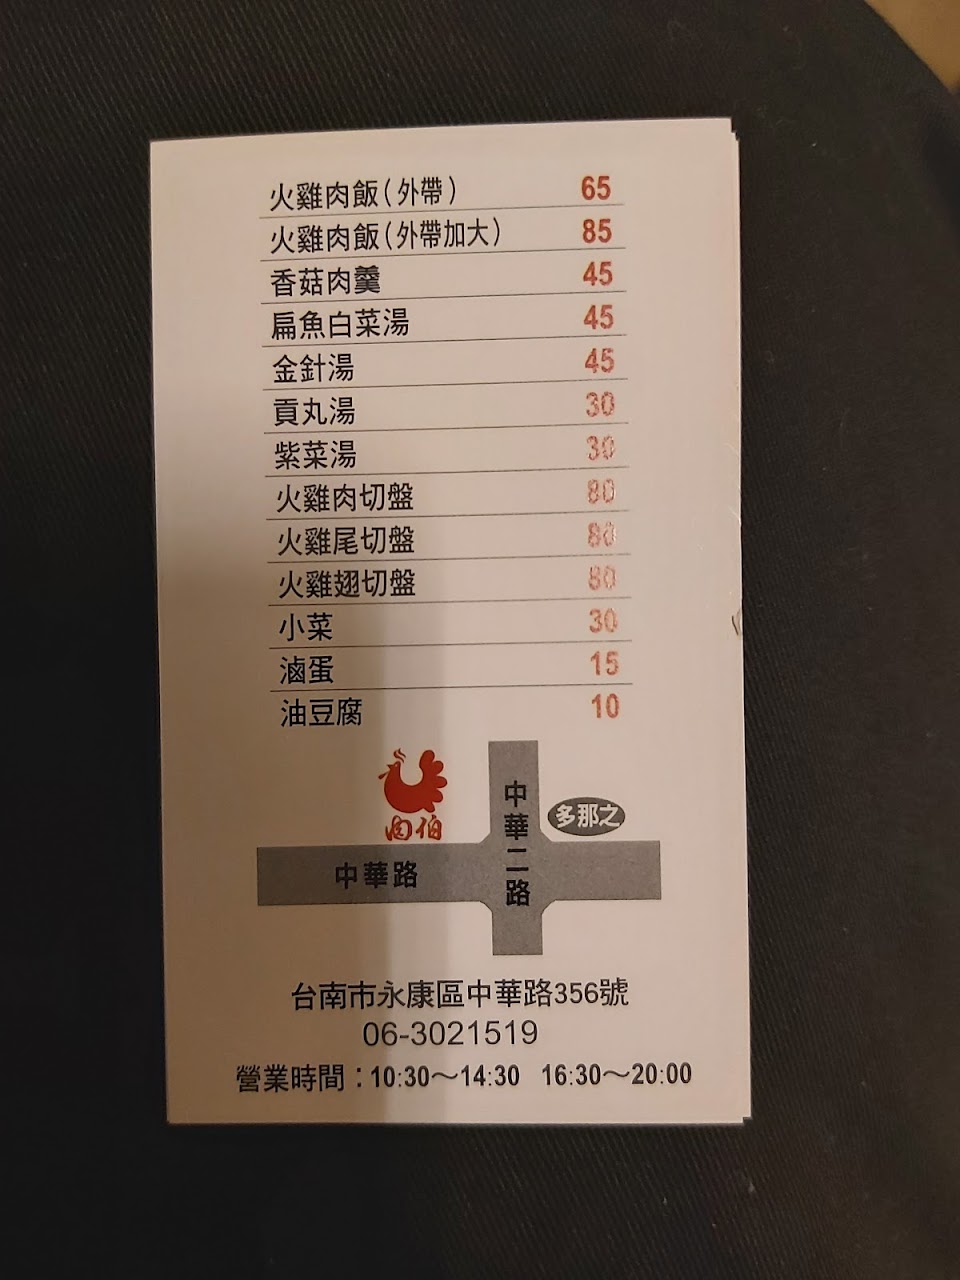 火雞肉飯(外帶) 65
火雞肉飯(外帶加大) 85
香菇肉羹 45
扁魚白菜湯 45
金針湯 45
貢丸湯 30
紫菜湯 30
火雞肉切盤 80
火雞尾切盤 80
火雞翅切盤 80
小菜 30
滷蛋 15
油豆腐 10
肉伯
中華二路
多那之
中華路
台南市永康區中華路356號
06-3021519
營業時間：10:30～14:30 16:30～20:00